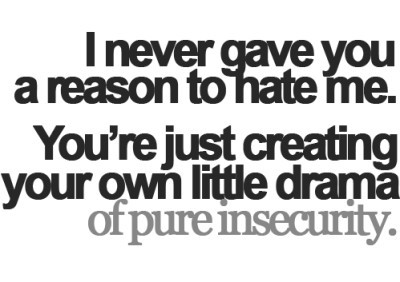 I never gave you
a reason to hate me.
You're just creating
your own little drama
of pure insecurity.